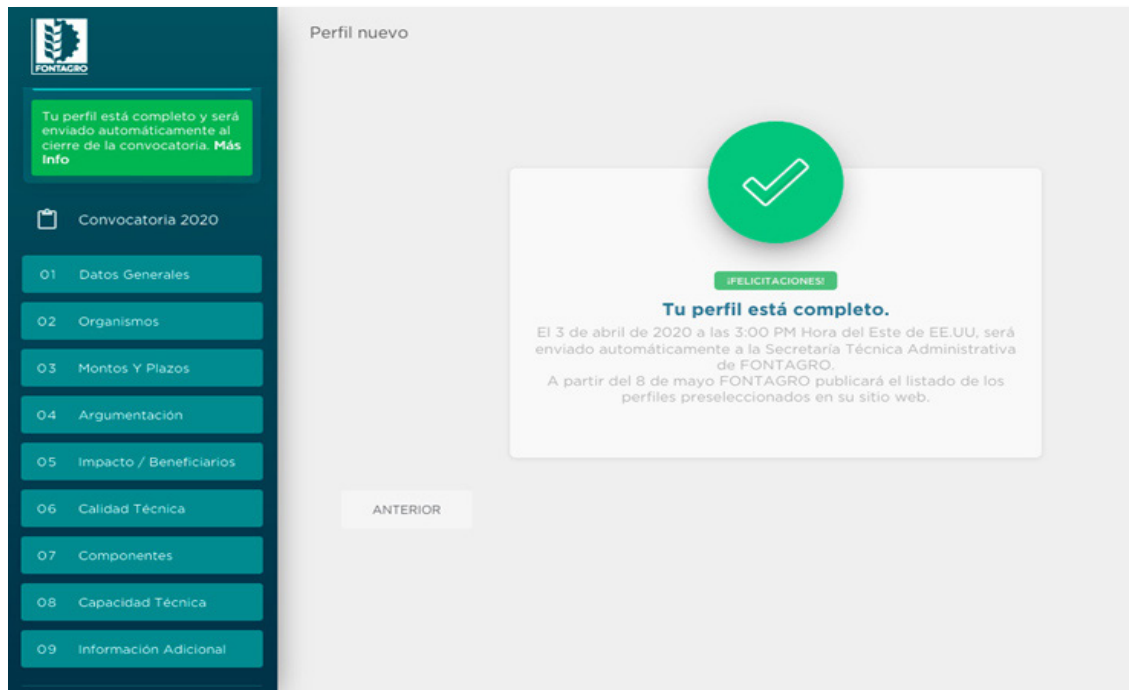 FONTAGRO
Tu perfil está completo y será
enviado automáticamente al
cierre de la convocatoria. Más
Info
Convocatoria 2020
01 Datos Generales
02 Organismos
03 Montos Y Plazos
04 Argumentación
05 Impacto / Beneficiarios
06 Calidad Técnica
07 Componentes
08 Capacidad Técnica
09 Información Adicional
Perfil nuevo
¡FELICITACIONES!
Tu perfil está completo.
El 3 de abril de 2020 a las 3:00 PM Hora del Este de EE.UU, será
enviado automáticamente a la Secretaría Técnica Administrativa
de FONTAGRO.
A partir del 8 de mayo FONTAGRO publicará el listado de los
perfiles preseleccionados en su sitio web.
ANTERIOR